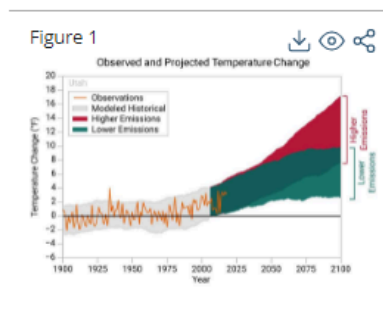 Figure 1
Observed and Projected Temperature Change
20
18
16
14
12
10
8
6
4
2
0
-2
-4
-6
Temperature Change (°F)
Utah
Observations
Modeled Historical
Higher Emissions
Lower Emissions
Higher
Emissions
Lower
Emissions
1900 1925 1950 1975 2000 2025 2050 2075 2100
Year